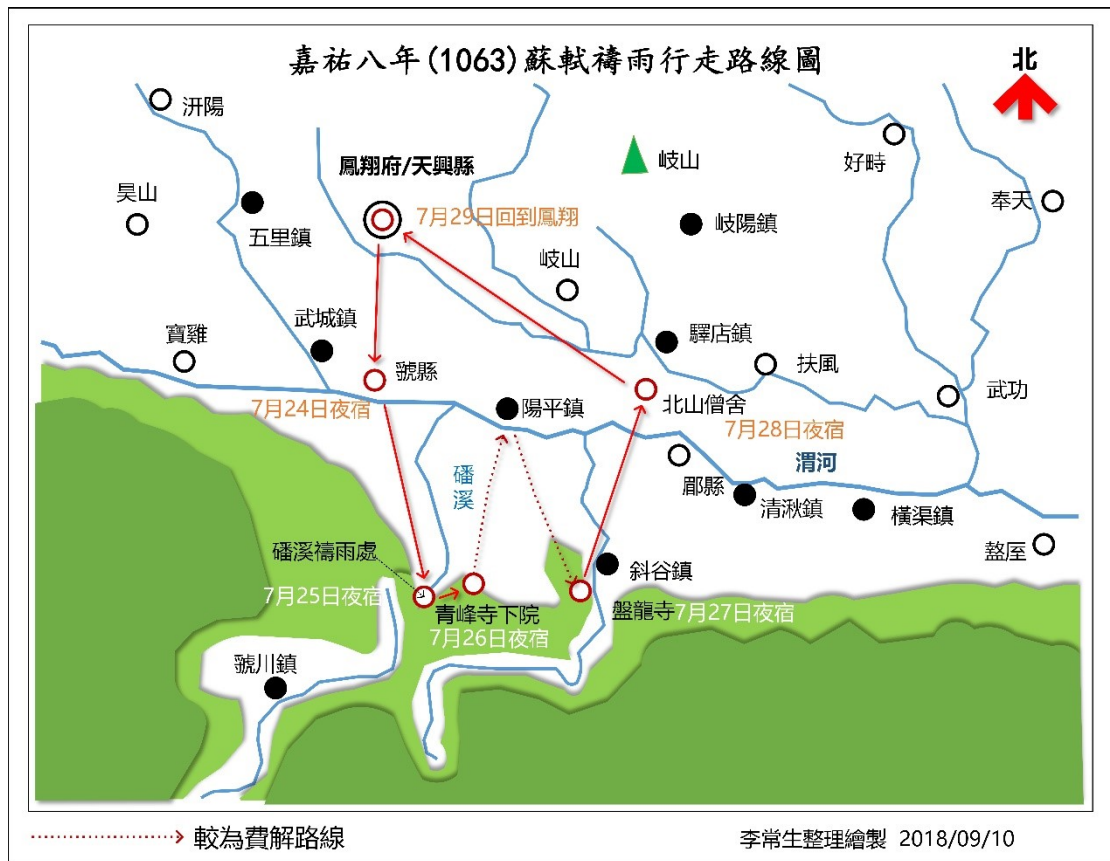 嘉祐八年(1063)蘇軾禱雨行走路線圖
北
汧陽
好畤
鳳翔府/天興縣
岐山
吴山
奉天
7月29日回到鳳翔
岐陽鎮
五里鎮
岐山
武城鎮
驛店鎮
寶雞
扶風
虢縣
武功
7月24日夜宿
陽平鎮
北山僧舍
7月28日夜宿
渭河
磻溪
郿縣
清湫鎮
橫渠鎮
盩厔
磻溪禱雨處
斜谷鎮
7月25日夜宿
青峰寺下院
盤龍寺
7月27日夜宿
7月26日夜宿
虢川鎮
較為費解路線
李常生整理繪製 2018/09/10